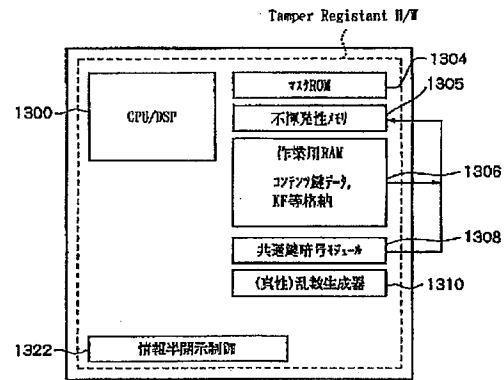 Tamper Registant H/W
1304
マスクROM
1305
1300
CPU/DSP
不揮発性メモリ
作業用RAM
コンテンツ鍵データ,
KF等格納
1306
共通鍵暗号モジュール
1308
(真性)乱数生成器
1310
1322
情報半開示制御